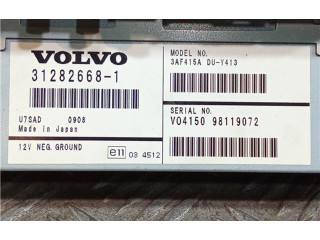 VOLVO
31282668-1
U7SAD 0908
Made in Japan
12V NEG. GROUND
e11 03 4512
MODEL NO.
3AF415A DU-Y413
SERIAL NO.
V04150 98119072